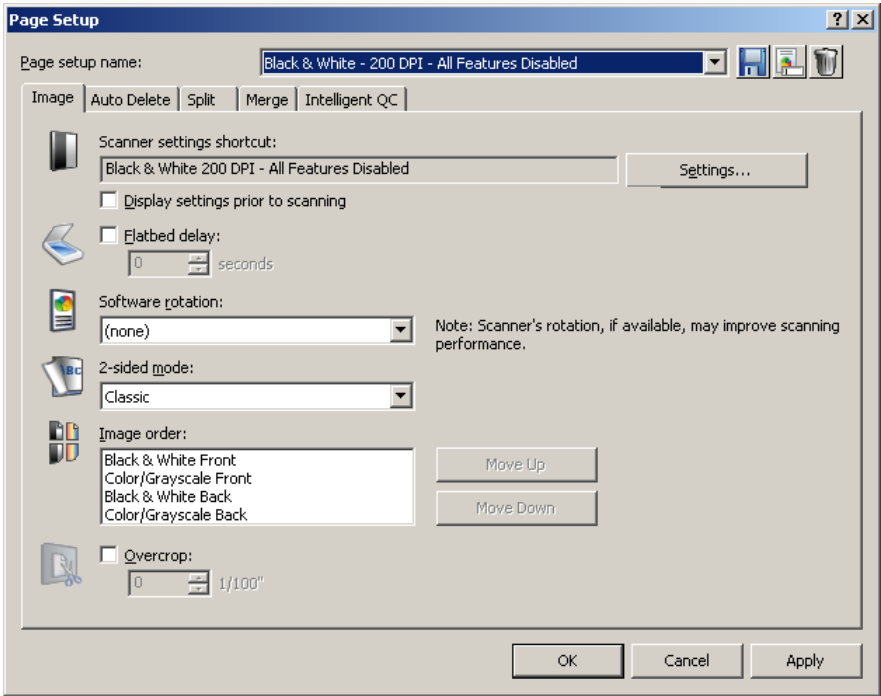 Page Setup
Page setup name:
Black & White - 200 DPI - All Features Disabled
Image
Auto Delete
Split
Merge
Intelligent QC
Scanner settings shortcut:
Black & White 200 DPI - All Features Disabled
Settings...
Display settings prior to scanning
Flatbed delay:
0
seconds
Software rotation:
(none)
Note: Scanner's rotation, if available, may improve scanning
performance.
ABC
2-sided mode:
Classic
Image order:
Black & White Front
Color/Grayscale Front
Black & White Back
Color/Grayscale Back
Move Up
Move Down
Overcrop:
0
1/100"
OK
Cancel
Apply